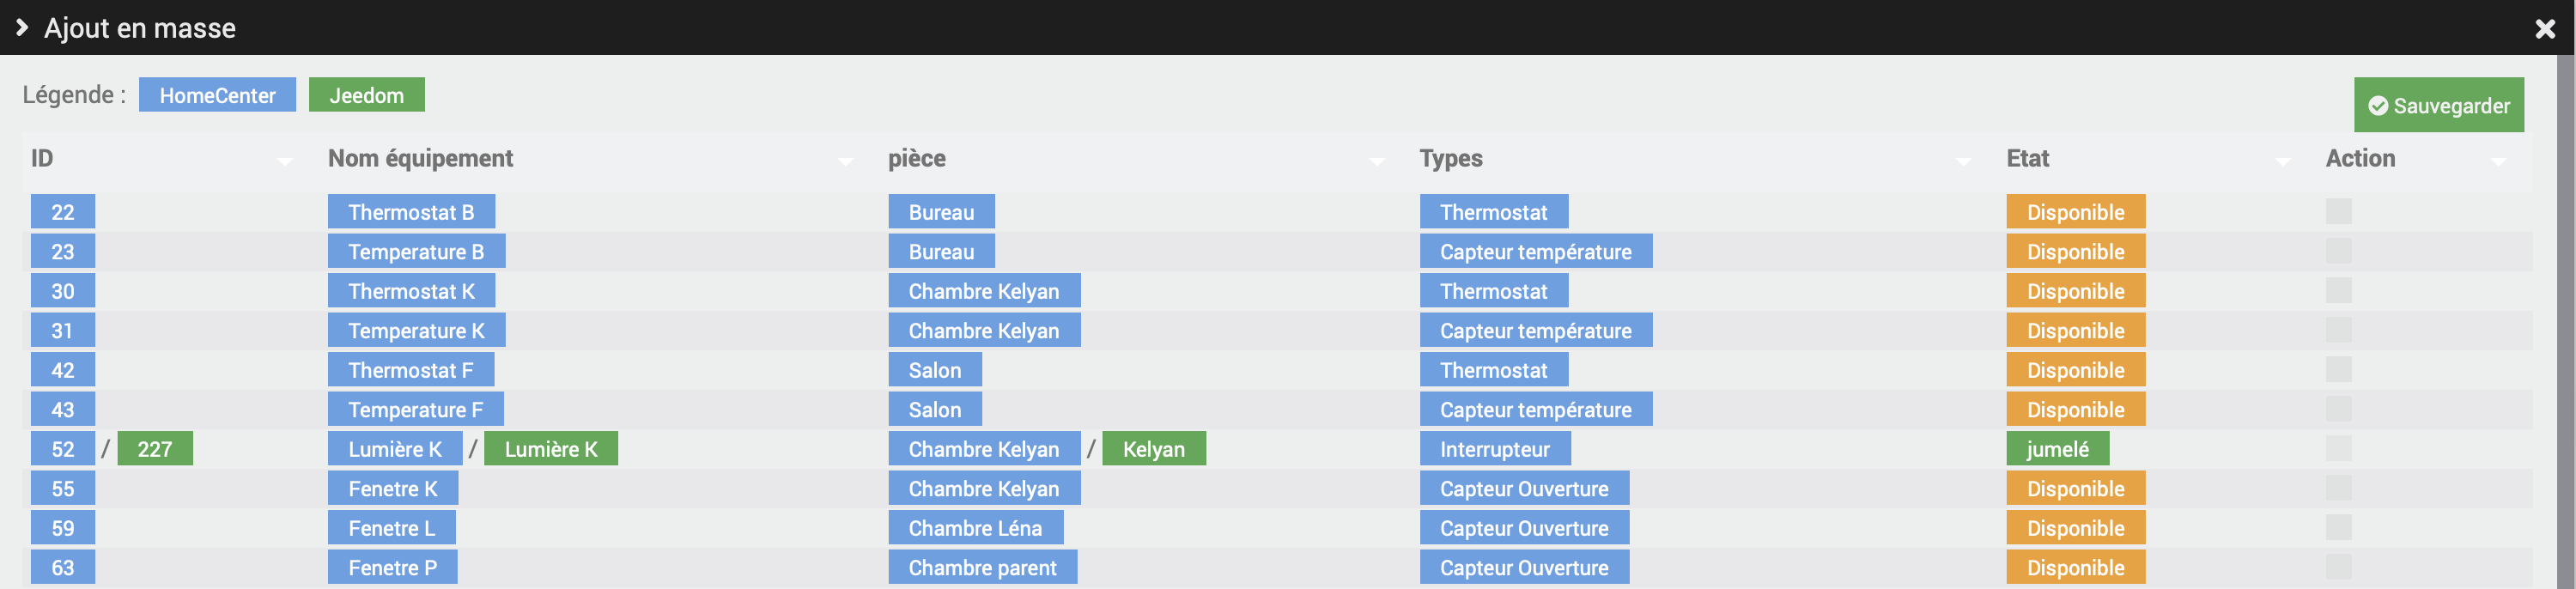 Ajout en masse
Légende : HomeCenter Jeedom
Sauvegarder
ID Nom équipement pièce Types Etat Action
22 Thermostat B Bureau Thermostat Disponible
23 Temperature B Bureau Capteur température Disponible
30 Thermostat K Chambre Kelyan Thermostat Disponible
31 Temperature K Chambre Kelyan Capteur température Disponible
42 Thermostat F Salon Thermostat Disponible
43 Temperature F Salon Capteur température Disponible
52 / 227 Lumière K / Lumière K Chambre Kelyan / Kelyan Interrupteur jumelé
55 Fenetre K Chambre Kelyan Capteur Ouverture Disponible
59 Fenetre L Chambre Léna Capteur Ouverture Disponible
63 Fenetre P Chambre parent Capteur Ouverture Disponible